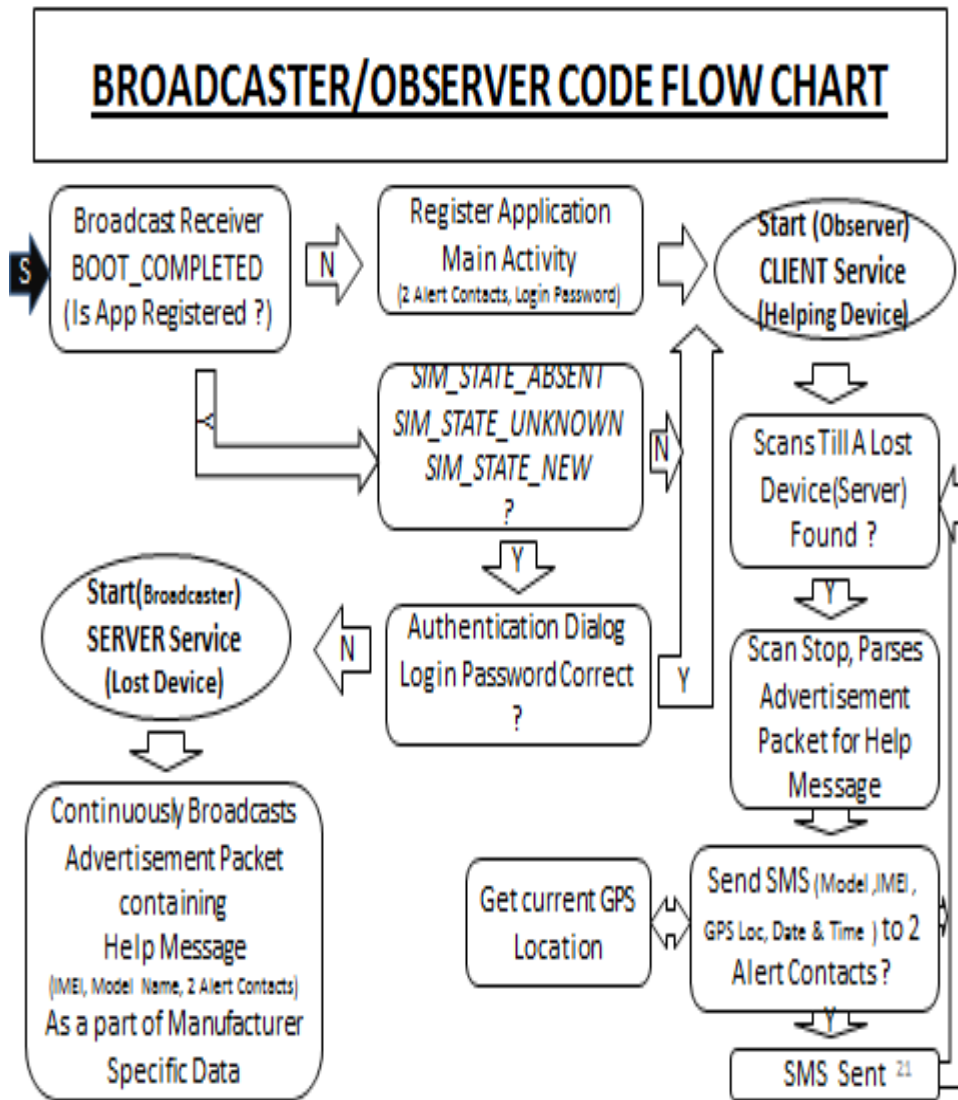 BROADCASTER/OBSERVER CODE FLOW CHART
S
Broadcast Receiver
BOOT_COMPLETED
(Is App Registered ?)
N
Register Application
Main Activity
(2 Alert Contacts, Login Password)
Start (Observer)
CLIENT Service
(Helping Device)
Y
SIM_STATE_ABSENT
SIM_STATE_UNKNOWN
SIM_STATE_NEW
?
N
Y
Scans Till A Lost
Device(Server)
Found ?
Y
Start(Broadcaster)
SERVER Service
(Lost Device)
N
Authentication Dialog
Login Password Correct
?
Y
Scan Stop, Parses
Advertisement
Packet for Help
Message
Continuously Broadcasts
Advertisement Packet
containing
Help Message
(IMEI, Model Name, 2 Alert Contacts)
As a part of Manufacturer
Specific Data
Get current GPS
Location
Send SMS (Model ,IMEI ,
GPS Loc, Date & Time ) to 2
Alert Contacts ?
Y
SMS Sent 21